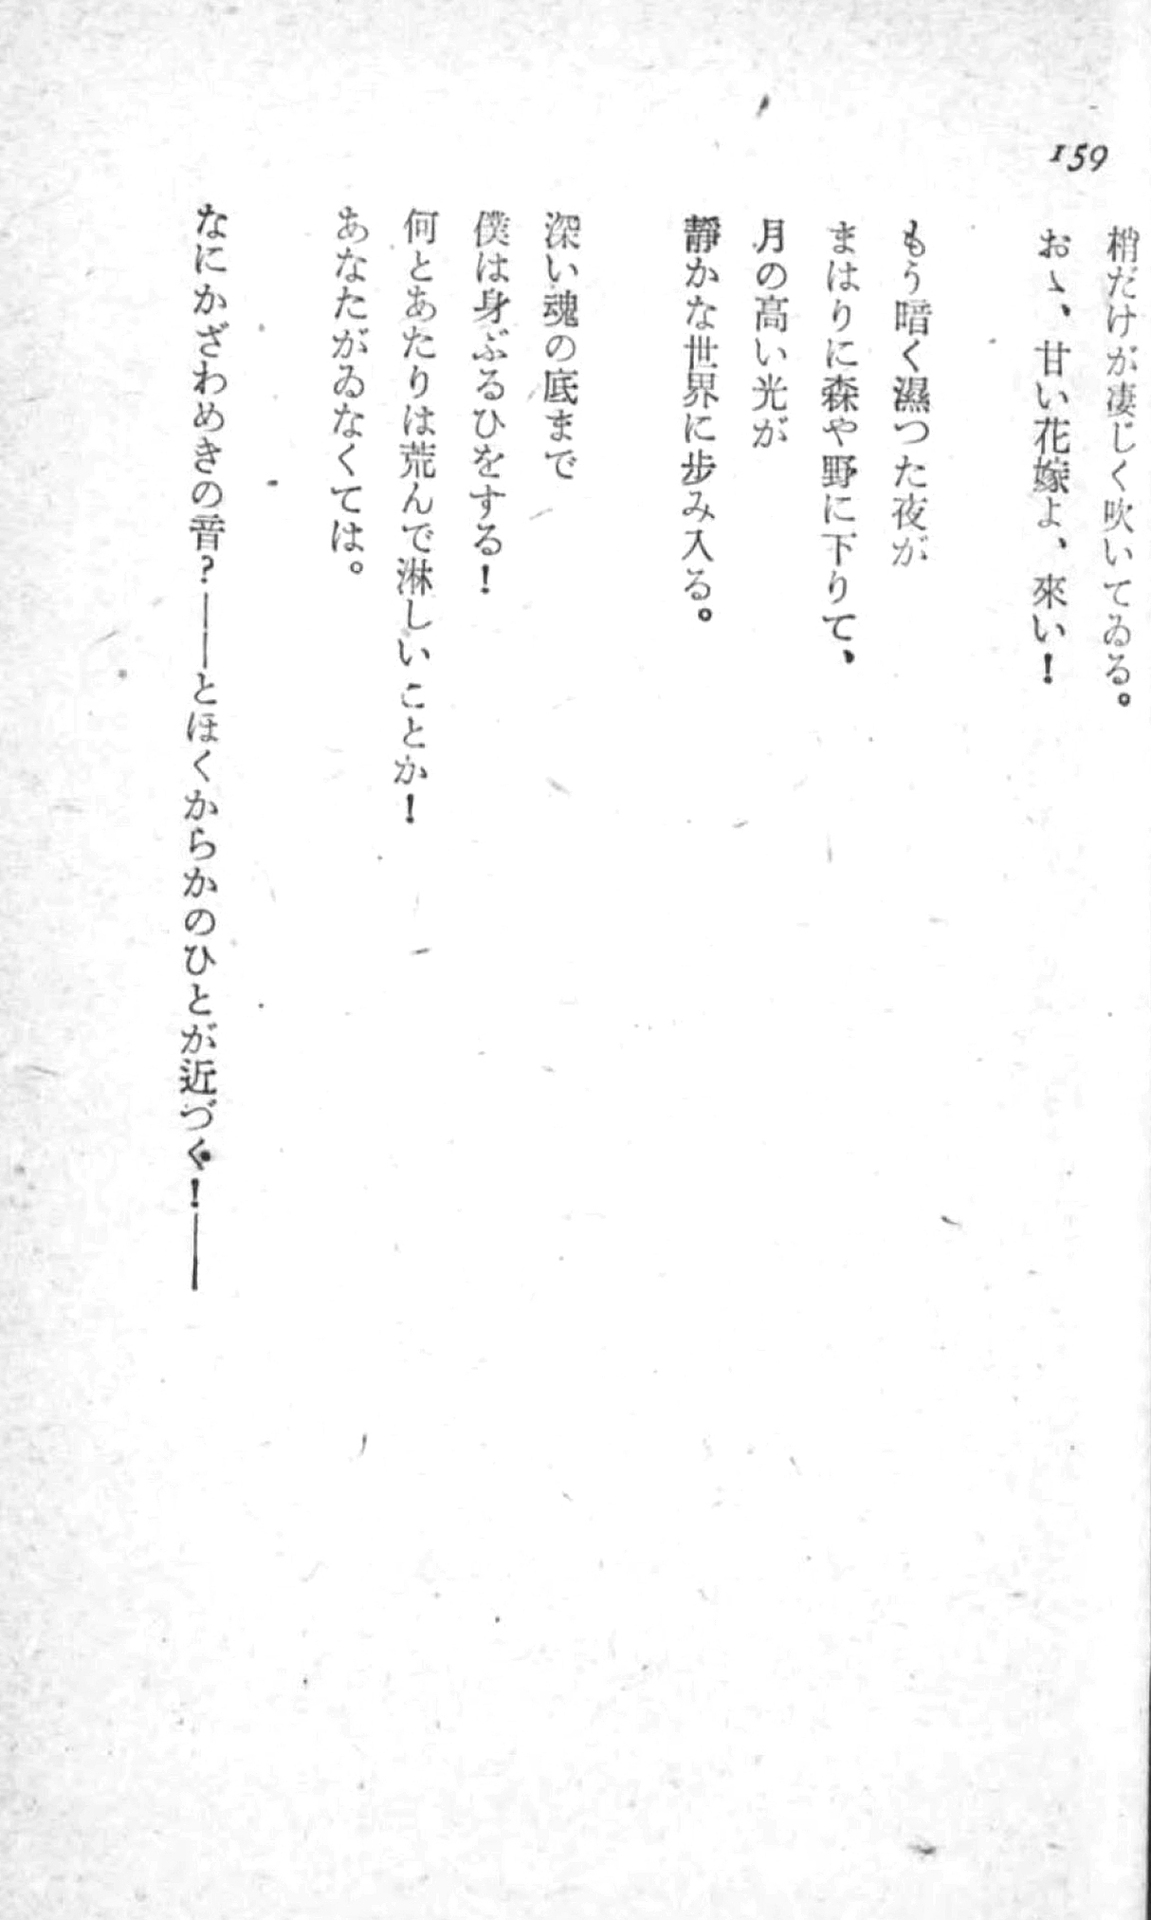 159
梢だけが凄じく吹いてゐる。
おゝ、甘い花嫁よ、來い！
もう暗く濕つた夜が
まはりに森や野に下りて、
月の高い光が
靜かな世界に步み入る。
深い魂の底まで
僕は身ぶるひをする！
何とあたりは荒んで淋しいことか！
あなたがゐなくては。
なにかざわめきの音？――とほくからかのひとが近づく！――